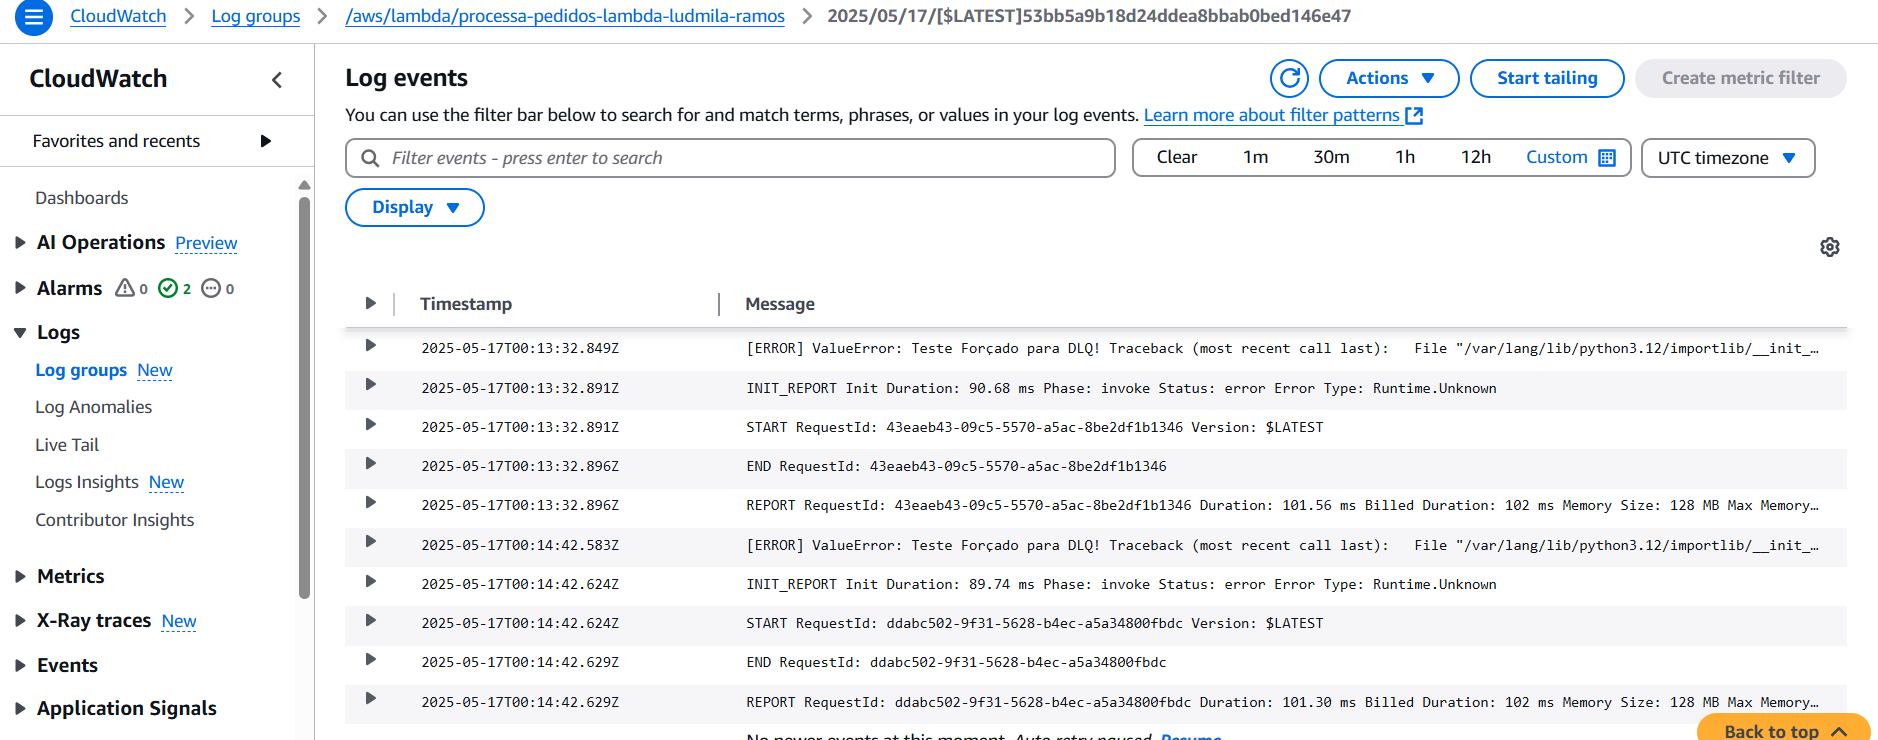 CloudWatch > Log groups > /aws/lambda/processa-pedidos-lambda-ludmila-ramos > 2025/05/17/[$LATEST]53bb5a9b18d24ddea8bbab0bed146e47
CloudWatch
Favorites and recents
Dashboards
AI Operations Preview
Alarms 0 2 0
Logs
Log groups New
Log Anomalies
Live Tail
Logs Insights New
Contributor Insights
Metrics
X-Ray traces New
Events
Application Signals
Log events
Actions
Start tailing
Create metric filter
You can use the filter bar below to search for and match terms, phrases, or values in your log events. Learn more about filter patterns
Filter events - press enter to search
Clear 1m 30m 1h 12h Custom
UTC timezone
Display
Timestamp Message
2025-05-17T00:13:32.849Z [ERROR] ValueError: Teste Forçado para DLQ! Traceback (most recent call last): File "/var/lang/lib/python3.12/importlib/__init_…
2025-05-17T00:13:32.891Z INIT_REPORT Init Duration: 90.68 ms Phase: invoke Status: error Error Type: Runtime.Unknown
2025-05-17T00:13:32.891Z START RequestId: 43eaeb43-09c5-5570-a5ac-8be2df1b1346 Version: $LATEST
2025-05-17T00:13:32.896Z END RequestId: 43eaeb43-09c5-5570-a5ac-8be2df1b1346
2025-05-17T00:13:32.896Z REPORT RequestId: 43eaeb43-09c5-5570-a5ac-8be2df1b1346 Duration: 101.56 ms Billed Duration: 102 ms Memory Size: 128 MB Max Memory…
2025-05-17T00:14:42.583Z [ERROR] ValueError: Teste Forçado para DLQ! Traceback (most recent call last): File "/var/lang/lib/python3.12/importlib/__init_…
2025-05-17T00:14:42.624Z INIT_REPORT Init Duration: 89.74 ms Phase: invoke Status: error Error Type: Runtime.Unknown
2025-05-17T00:14:42.624Z START RequestId: ddabc502-9f31-5628-b4ec-a5a34800fbdc Version: $LATEST
2025-05-17T00:14:42.629Z END RequestId: ddabc502-9f31-5628-b4ec-a5a34800fbdc
2025-05-17T00:14:42.629Z REPORT RequestId: ddabc502-9f31-5628-b4ec-a5a34800fbdc Duration: 101.30 ms Billed Duration: 102 ms Memory Size: 128 MB Max Memory…
No newer events at this moment. Auto retry paused. Resume
Back to top